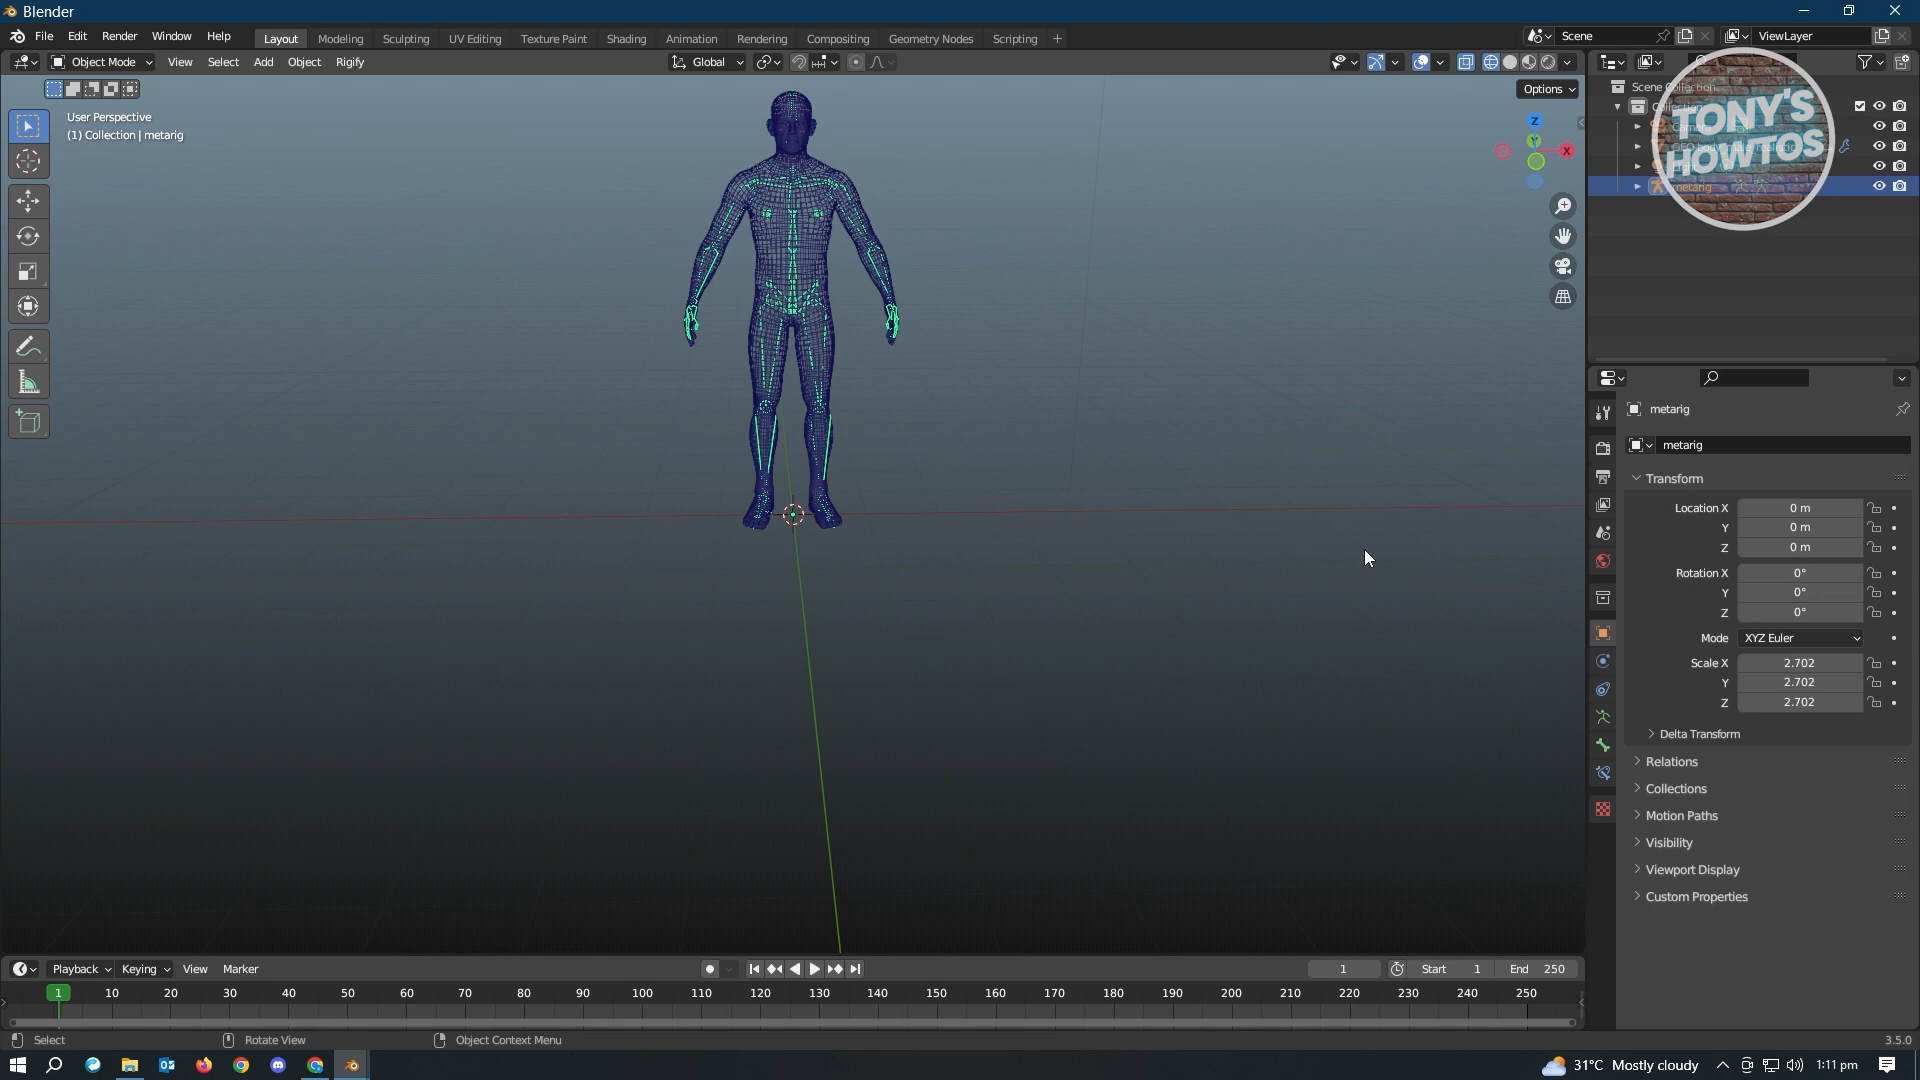 Blender
File Edit Render Window Help
Layout Modeling Sculpting UV Editing Texture Paint Shading Animation Rendering Compositing Geometry Nodes Scripting +
Scene
ViewLayer
Object Mode View Select Add Object Rigify
Global
Options
User Perspective
(1) Collection | metarig
Z
Y
X
Scene Collection
TONY'S
HOWTOS
metarig
metarig
metarig
Transform
Location X 0 m
Y 0 m
Z 0 m
Rotation X 0°
Y 0°
Z 0°
Mode XYZ Euler
Scale X 2.702
Y 2.702
Z 2.702
Delta Transform
Relations
Collections
Motion Paths
Visibility
Viewport Display
Custom Properties
Playback Keying View Marker
1 Start 1 End 250
1 10 20 30 40 50 60 70 80 90 100 110 120 130 140 150 160 170 180 190 200 210 220 230 240 250
Select Rotate View Object Context Menu
3.5.0
31°C Mostly cloudy 1:11 pm